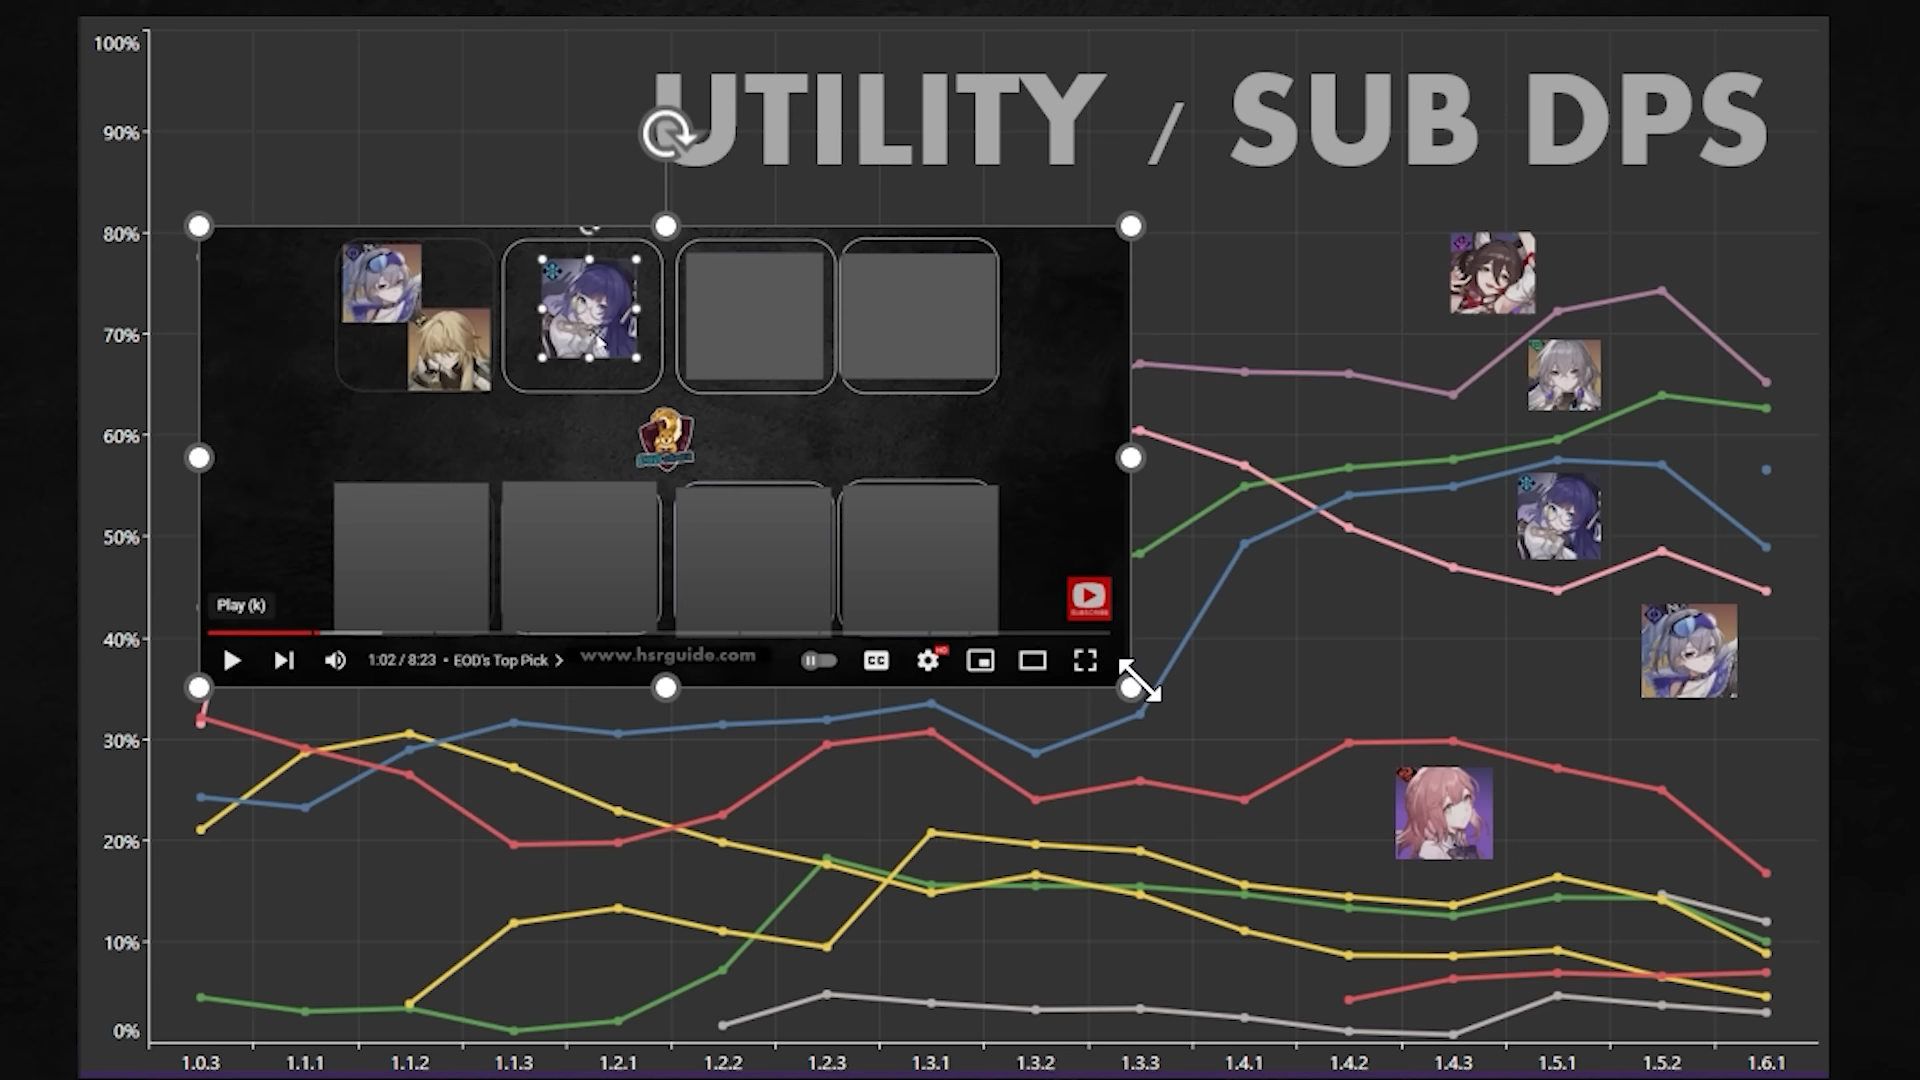 UTILITY / SUB DPS
100%
90%
80%
70%
60%
50%
40%
30%
20%
10%
0%
Play (k)
SUBSCRIBE
1:02 / 8:23 • EOD's Top Pick >
www.hsrguide.com
CC
HD
1.0.3 1.1.1 1.1.2 1.1.3 1.2.1 1.2.2 1.2.3 1.3.1 1.3.2 1.3.3 1.4.1 1.4.2 1.4.3 1.5.1 1.5.2 1.6.1